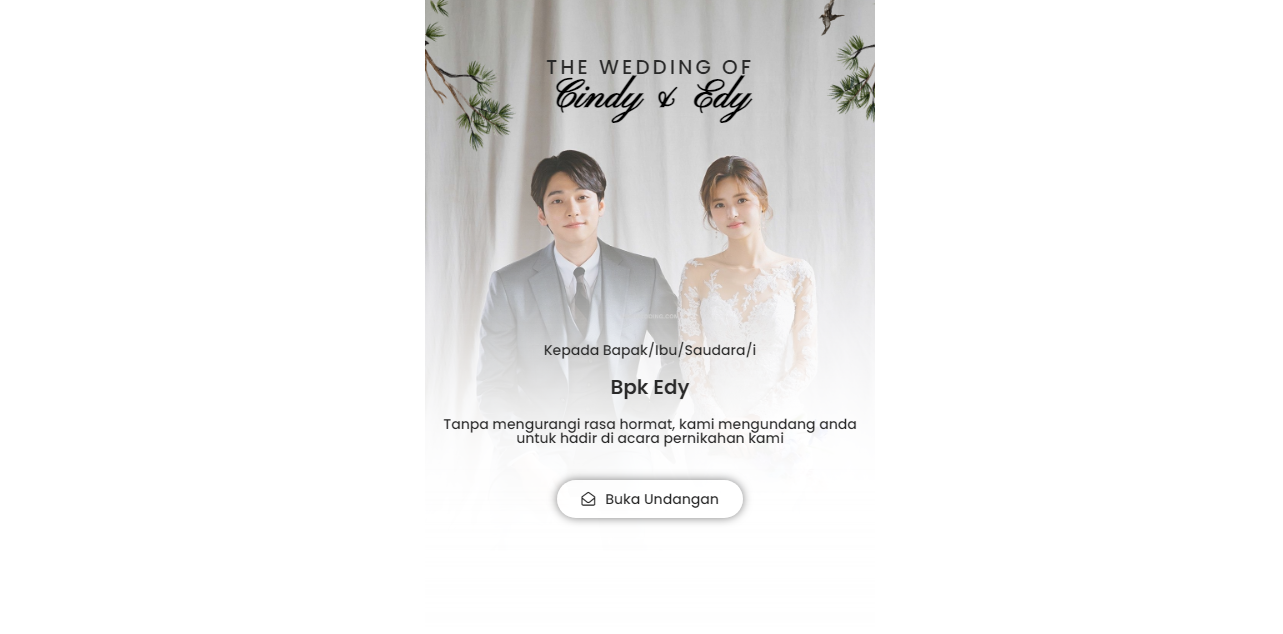 THE WEDDING OF
Cindy & Edy
Kepada Bapak/Ibu/Saudara/i
Bpk Edy
Tanpa mengurangi rasa hormat, kami mengundang anda
untuk hadir di acara pernikahan kami
Buka Undangan